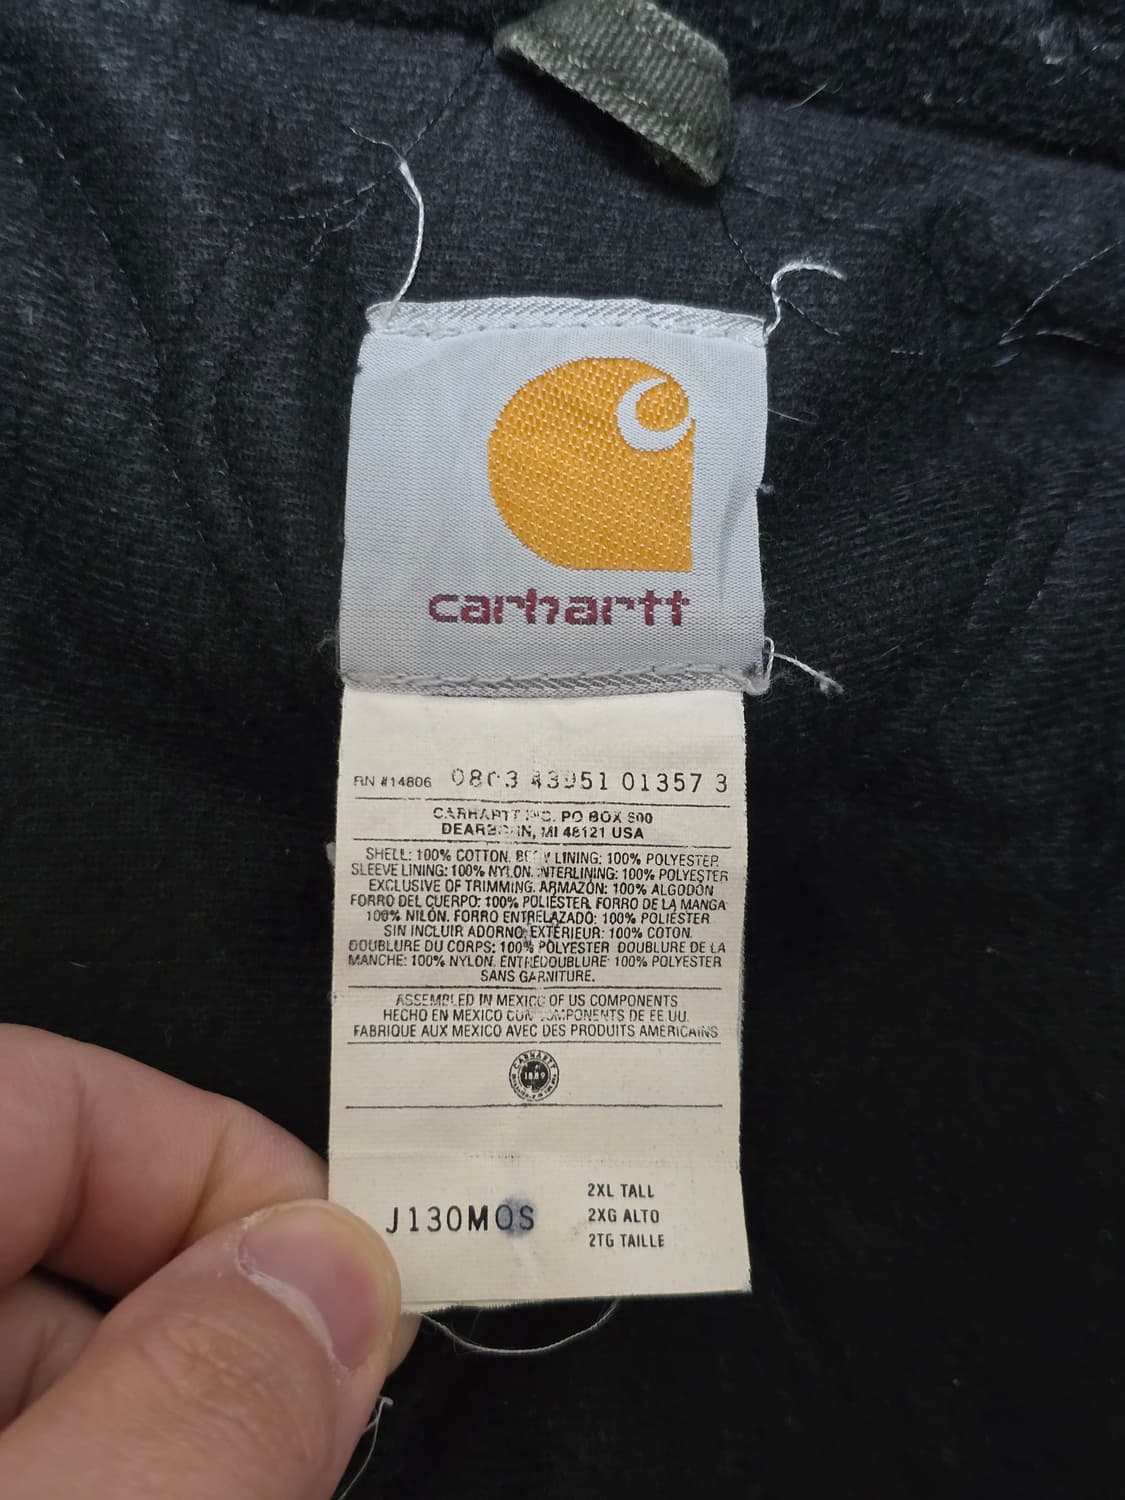 carhartt
RN #14806 0803 43951 01357 3
CARHARTT INC. PO BOX 500
DEARBORN, MI 48121 USA
SHELL: 100% COTTON. BODY LINING: 100% POLYESTER
SLEEVE LINING: 100% NYLON. INTERLINING: 100% POLYESTER
EXCLUSIVE OF TRIMMING. ARMAZÓN: 100% ALGODÓN
FORRO DEL CUERPO: 100% POLIÉSTER. FORRO DE LA MANGA
100% NILÓN. FORRO ENTRELAZADO: 100% POLIÉSTER
SIN INCLUIR ADORNO. EXTÉRIEUR: 100% COTON.
DOUBLURE DU CORPS: 100% POLYESTER DOUBLURE DE LA
MANCHE: 100% NYLON. ENTREDOUBLURE: 100% POLYESTER
SANS GARNITURE.
ASSEMBLED IN MEXICO OF US COMPONENTS
HECHO EN MEXICO CON COMPONENTS DE EE UU.
FABRIQUE AUX MEXICO AVEC DES PRODUITS AMERICAINS
CARHARTT
1889
J130MOS
2XL TALL
2XG ALTO
2TG TAILLE